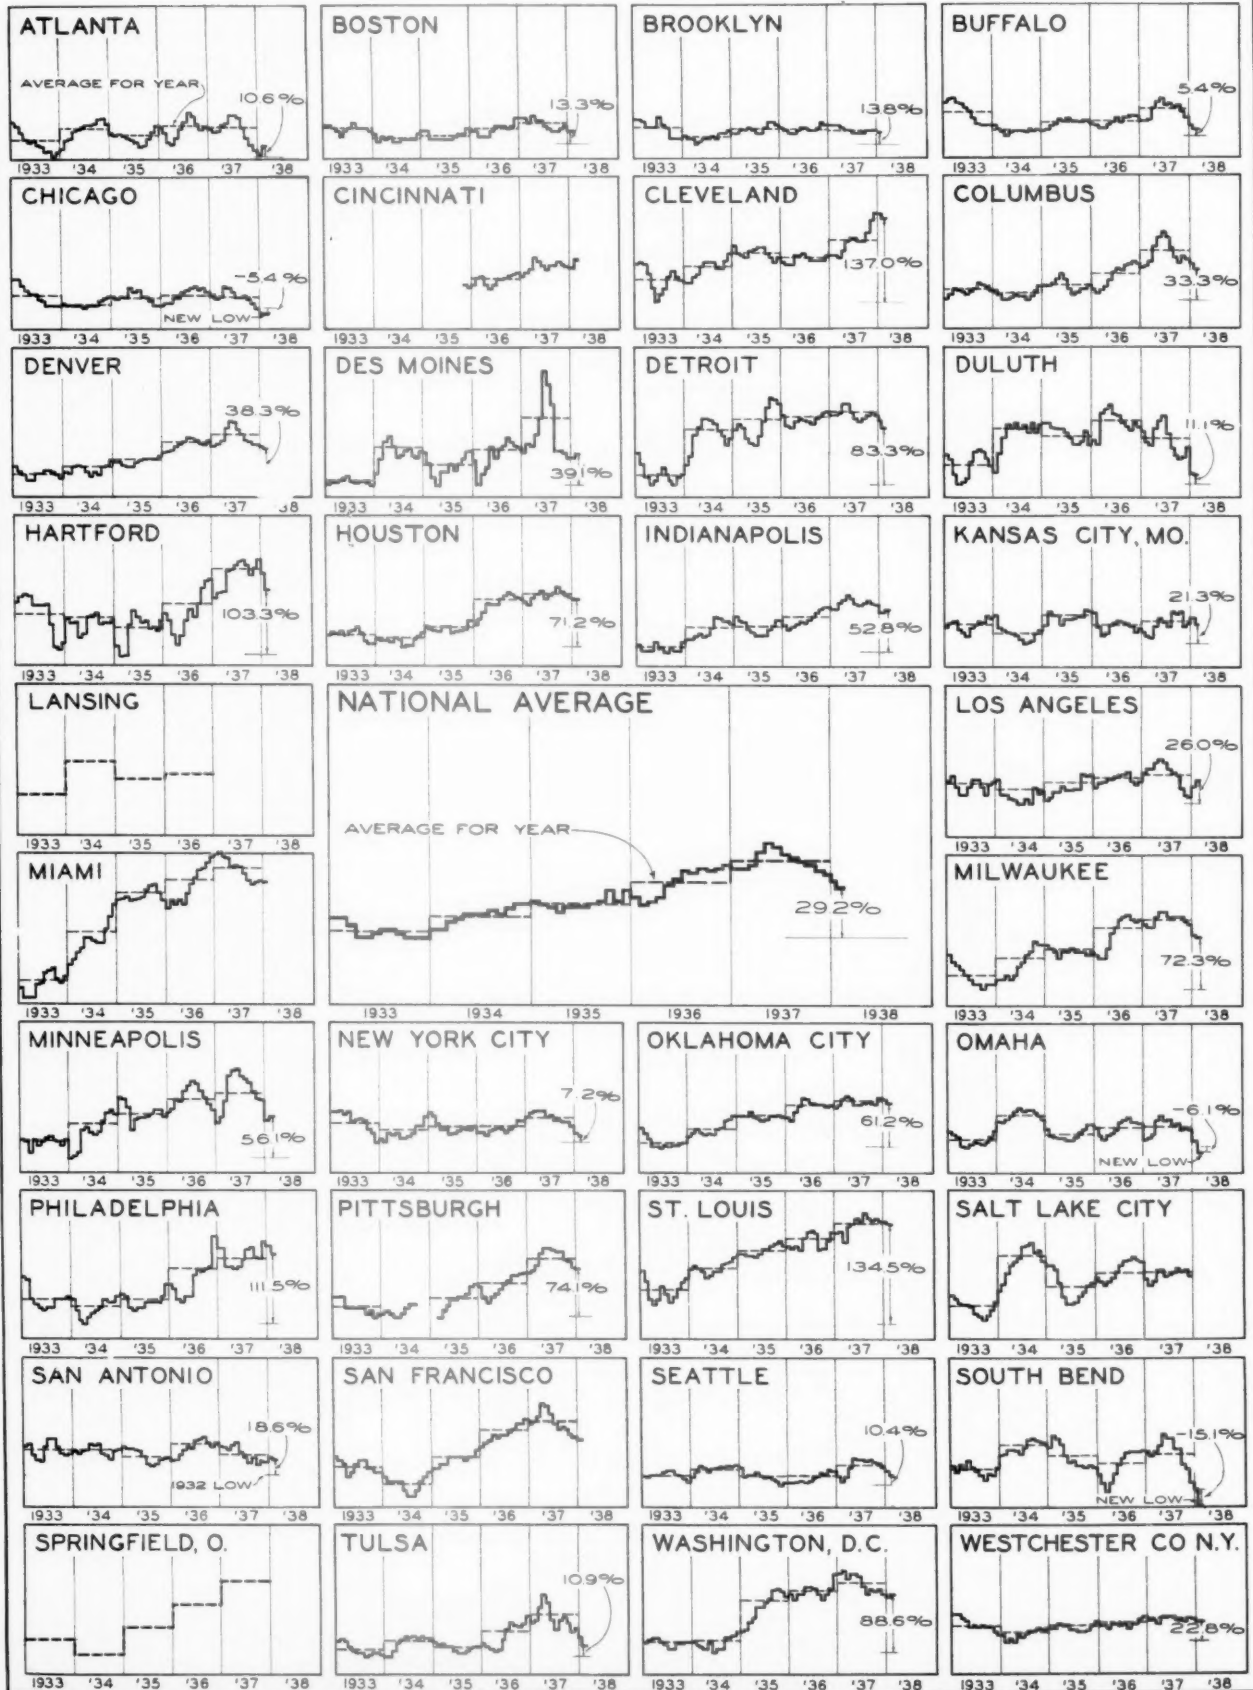 ATLANTA
AVERAGE FOR YEAR
10.6%
1933 '34 '35 '36 '37 '38
BOSTON
13.3%
1933 '34 '35 '36 '37 '38
BROOKLYN
13.8%
1933 '34 '35 '36 '37 '38
BUFFALO
5.4%
1933 '34 '35 '36 '37 '38
CHICAGO
-5.4%
NEW LOW
1933 '34 '35 '36 '37 '38
CINCINNATI
1933 '34 '35 '36 '37 '38
CLEVELAND
137.0%
1933 '34 '35 '36 '37 '38
COLUMBUS
33.3%
1933 '34 '35 '36 '37 '38
DENVER
38.3%
1933 '34 '35 '36 '37 38
DES MOINES
39.1%
1933 '34 '35 '36 '37 '38
DETROIT
83.3%
1933 '34 '35 '36 '37 '38
DULUTH
11.1%
1933 '34 '35 '36 '37 '38
HARTFORD
103.3%
1933 '34 '35 '36 '37 '38
HOUSTON
71.2%
1933 '34 '35 '36 '37 '38
INDIANAPOLIS
52.8%
1933 '34 '35 '36 '37 '38
KANSAS CITY, MO.
21.3%
1933 '34 '35 '36 '37 '38
LANSING
1933 '34 '35 '36 '37 '38
NATIONAL AVERAGE
AVERAGE FOR YEAR
29.2%
1933 1934 1935 1936 1937 1938
LOS ANGELES
26.0%
1933 '34 '35 '36 '37 '38
MIAMI
1933 '34 '35 '36 '37 '38
MILWAUKEE
72.3%
1933 '34 '35 '36 '37 '38
MINNEAPOLIS
56.1%
1933 '34 '35 '36 '37 '38
NEW YORK CITY
7.2%
1933 '34 '35 '36 '37 '38
OKLAHOMA CITY
61.2%
1933 '34 '35 '36 '37 '38
OMAHA
-6.1%
NEW LOW
1933 '34 '35 '36 '37 '38
PHILADELPHIA
111.5%
1933 '34 '35 '36 '37 '38
PITTSBURGH
74.1%
1933 '34 '35 '36 '37 '38
ST. LOUIS
134.5%
1933 '34 '35 '36 '37 '38
SALT LAKE CITY
1933 '34 '35 '36 '37 '38
SAN ANTONIO
18.6%
1932 LOW
1933 '34 '35 '36 '37 '38
SAN FRANCISCO
1933 '34 '35 '36 '37 '38
SEATTLE
10.4%
1933 '34 '35 '36 '37 '38
SOUTH BEND
-15.1%
NEW LOW
1933 '34 '35 '36 '37 '38
SPRINGFIELD, O.
1933 '34 '35 '36 '37 '38
TULSA
10.9%
1933 '34 '35 '36 '37 '38
WASHINGTON, D.C.
88.6%
1933 '34 '35 '36 '37 '38
WESTCHESTER CO N.Y.
22.8%
1933 '34 '35 '36 '37 '38